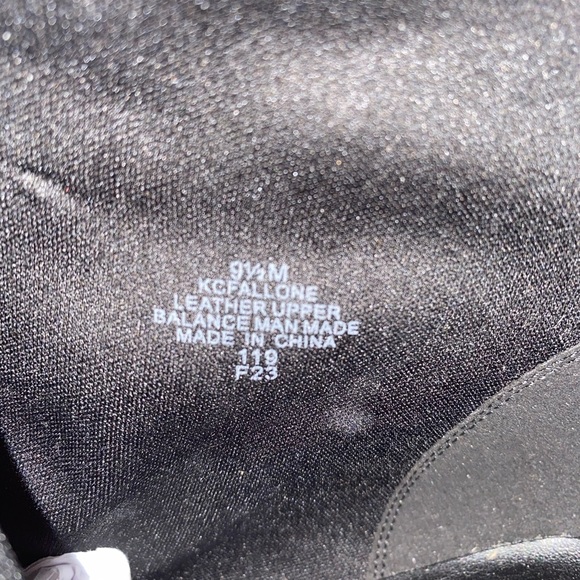 9½M
KCFALLONE
LEATHER UPPER
BALANCE MAN MADE
MADE IN CHINA
119
F23